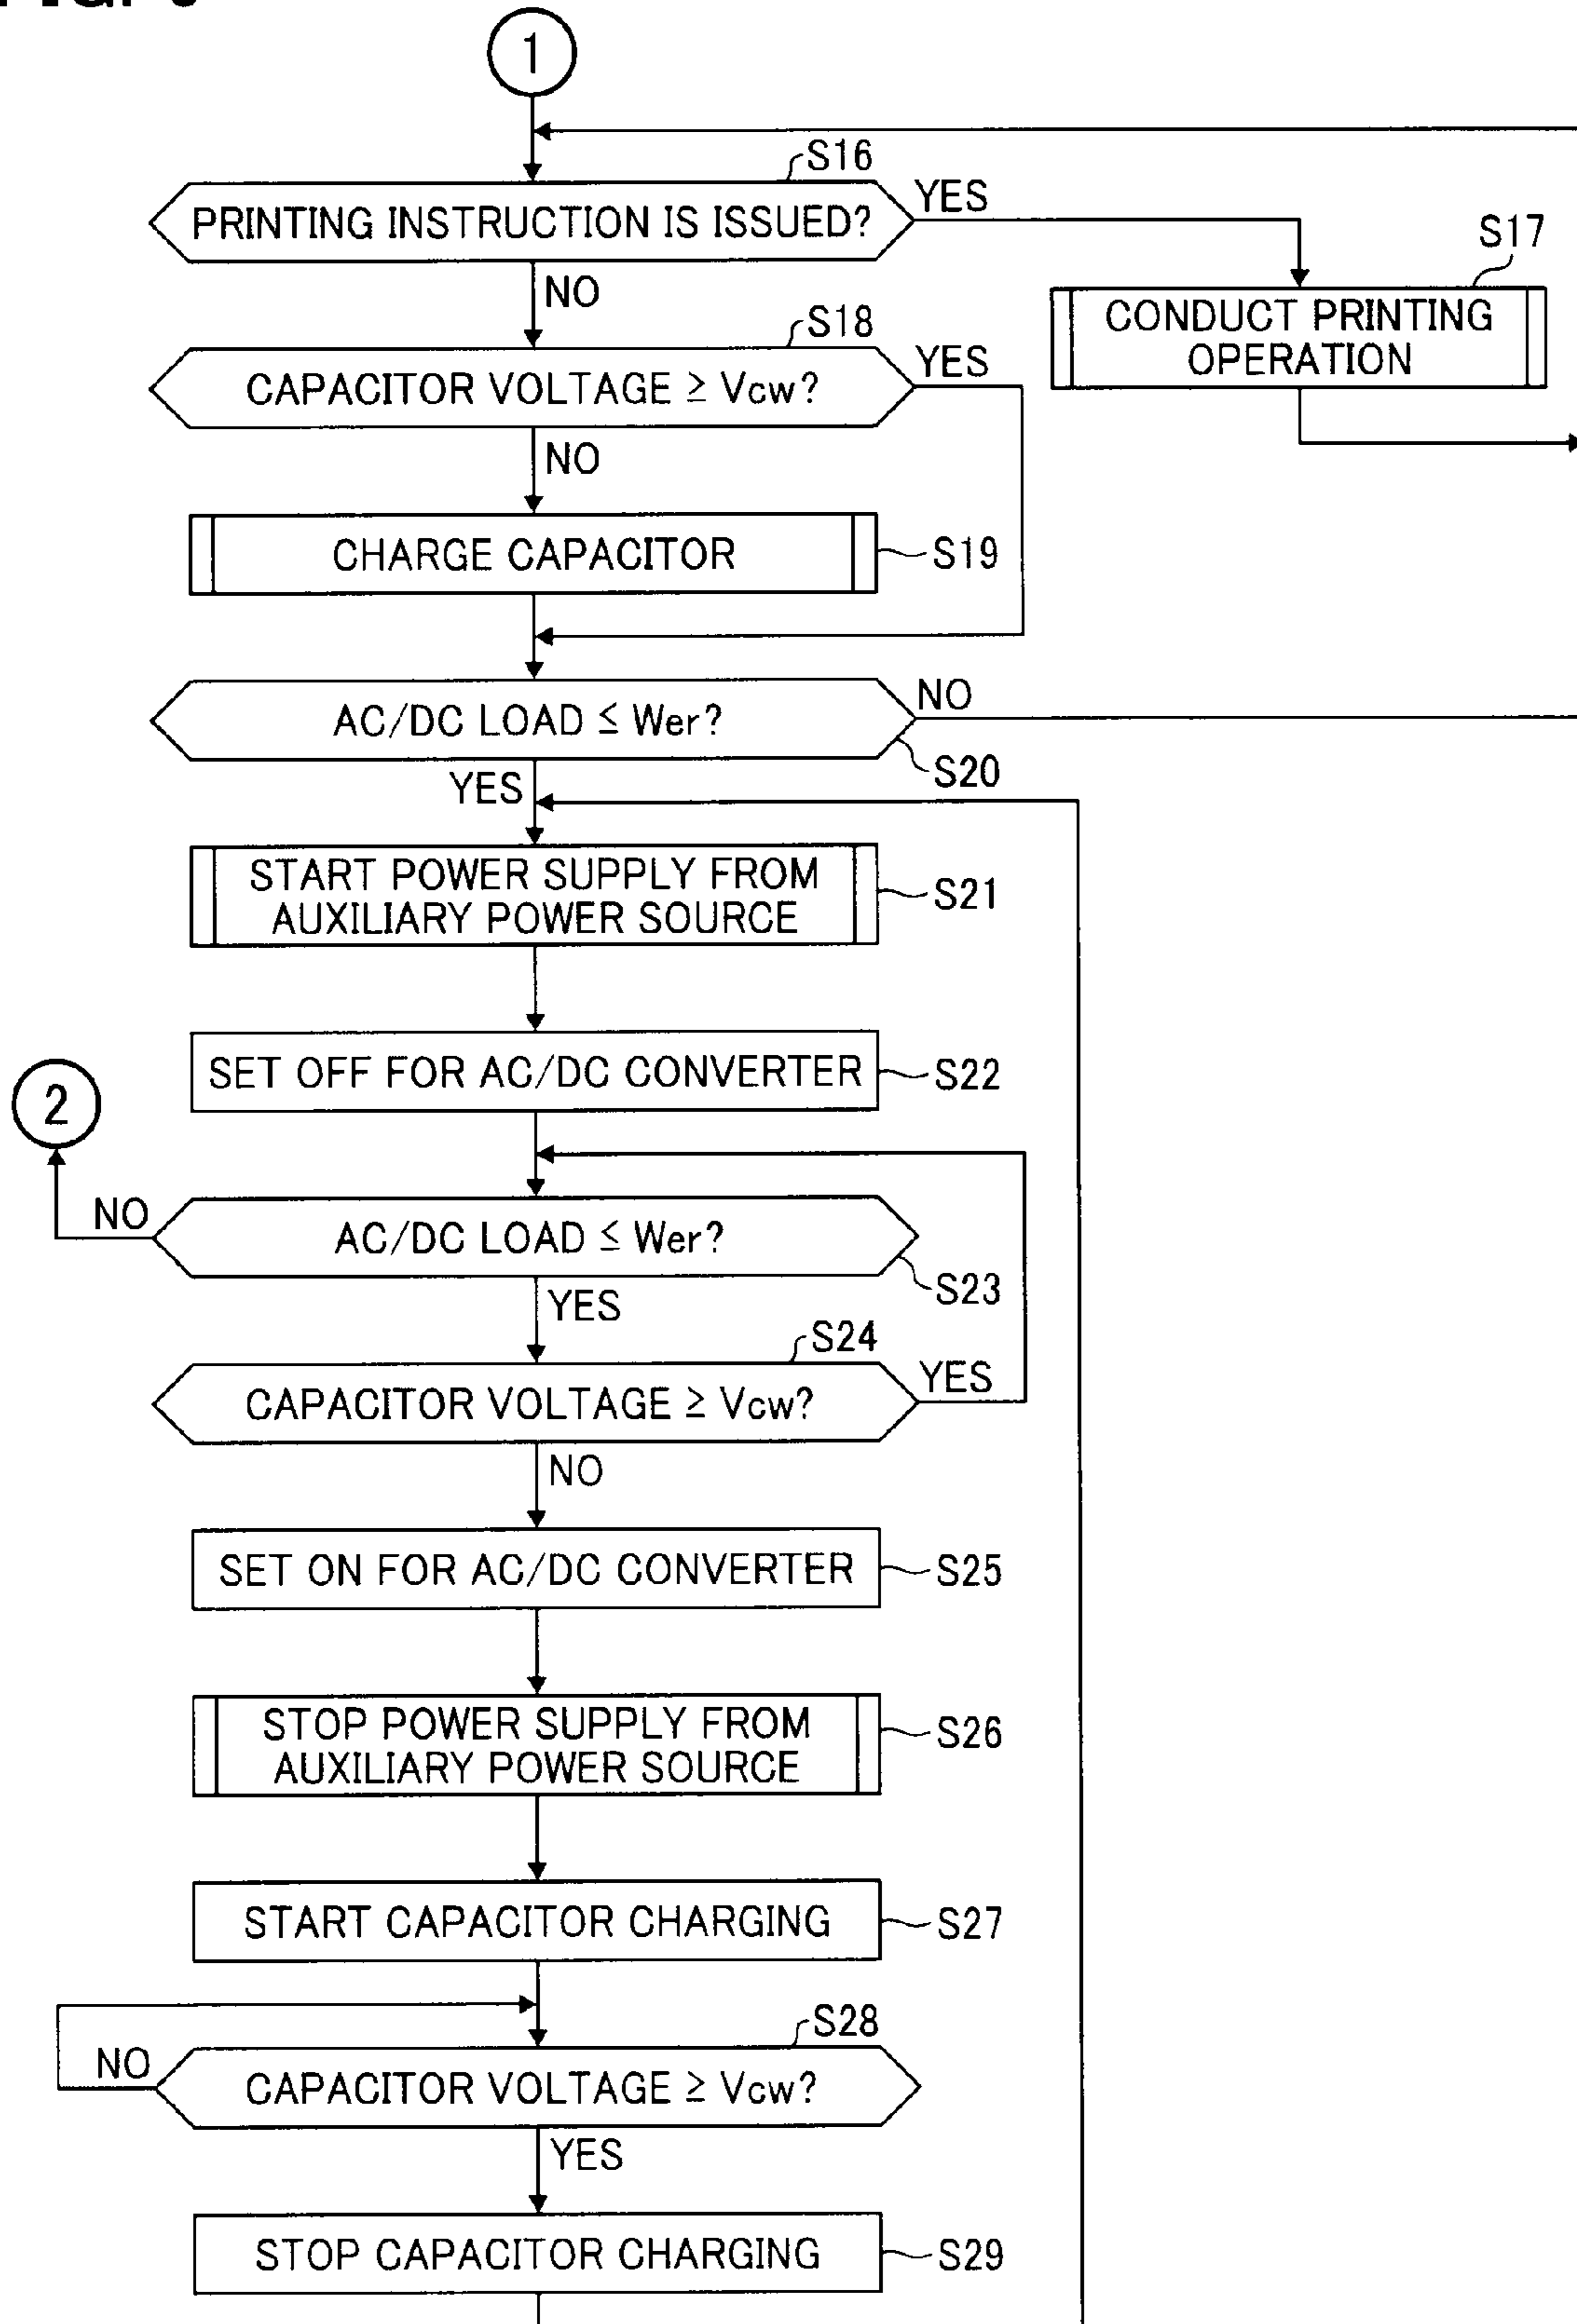 1
S16
PRINTING INSTRUCTION IS ISSUED?
YES
S17
NO
CONDUCT PRINTING
OPERATION
S18
CAPACITOR VOLTAGE ≥ Vcw?
YES
NO
CHARGE CAPACITOR
S19
AC/DC LOAD ≤ Wer?
NO
S20
YES
START POWER SUPPLY FROM
AUXILIARY POWER SOURCE
S21
SET OFF FOR AC/DC CONVERTER
S22
2
NO
AC/DC LOAD ≤ Wer?
S23
YES
S24
CAPACITOR VOLTAGE ≥ Vcw?
YES
NO
SET ON FOR AC/DC CONVERTER
S25
STOP POWER SUPPLY FROM
AUXILIARY POWER SOURCE
S26
START CAPACITOR CHARGING
S27
S28
NO
CAPACITOR VOLTAGE ≥ Vcw?
YES
STOP CAPACITOR CHARGING
S29